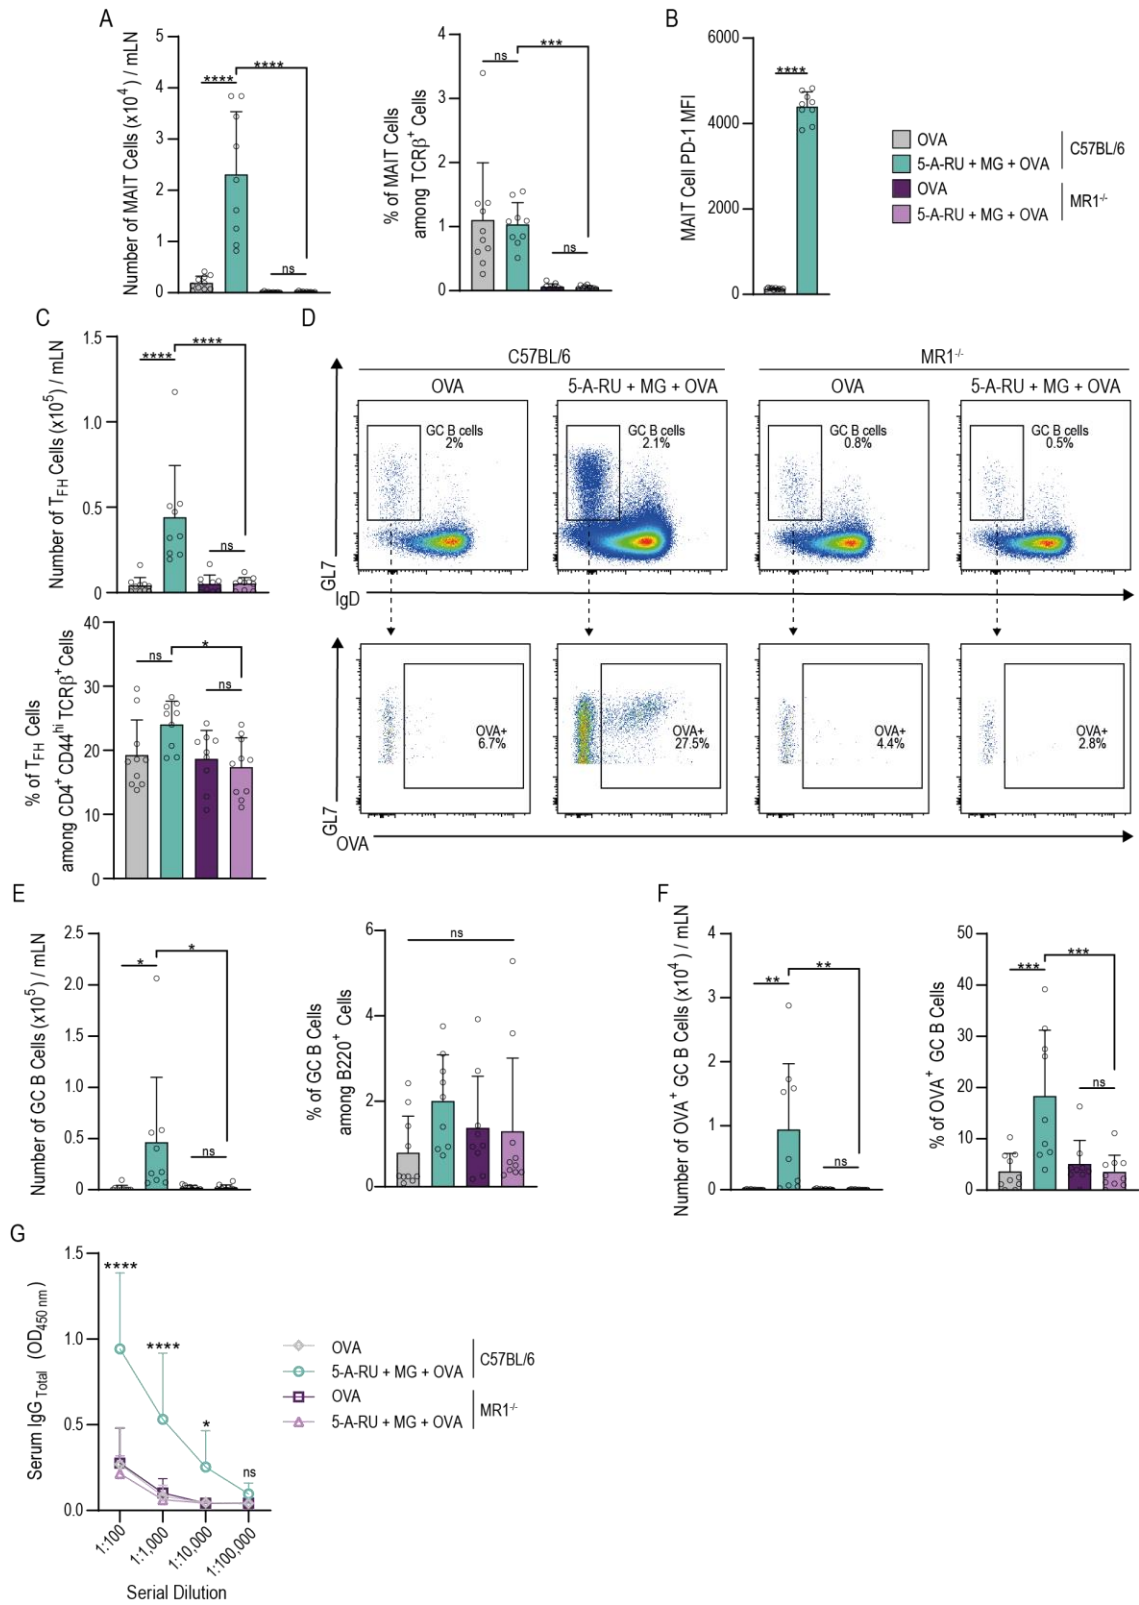 A
Number of MAIT Cells (x10⁴) / mLN
5
4
3
2
1
0
****
****
ns
% of MAIT Cells
among TCRβ⁺ Cells
4
3
2
1
0
ns
***
ns
B
MAIT Cell PD-1 MFI
6000
4000
2000
0
****
OVA
5-A-RU + MG + OVA
C57BL/6
OVA
5-A-RU + MG + OVA
MR1⁻/⁻
C
Number of T_FH Cells (x10⁵) / mLN
1.5
1.0
0.5
0
****
****
ns
% of T_FH Cells
among CD4⁺ CD44ʰⁱ TCRβ⁺ Cells
40
30
20
10
0
ns
*
ns
D
C57BL/6
MR1⁻/⁻
OVA
5-A-RU + MG + OVA
OVA
5-A-RU + MG + OVA
GC B cells
2%
GC B cells
2.1%
GC B cells
0.8%
GC B cells
0.5%
GL7
IgD
OVA+
6.7%
OVA+
27.5%
OVA+
4.4%
OVA+
2.8%
GL7
OVA
E
Number of GC B Cells (x10⁵) / mLN
2.5
2.0
1.5
1.0
0.5
0
*
*
ns
% of GC B Cells
among B220⁺ Cells
6
4
2
0
ns
F
Number of OVA⁺ GC B Cells (x10⁴) / mLN
4
3
2
1
0
**
**
ns
% of OVA⁺ GC B Cells
50
40
30
20
10
0
***
***
ns
G
Serum IgG Total (OD450 nm)
1.5
1.0
0.5
0.0
****
****
*
ns
1:100
1:1,000
1:10,000
1:100,000
Serial Dilution
OVA
5-A-RU + MG + OVA
C57BL/6
OVA
5-A-RU + MG + OVA
MR1⁻/⁻